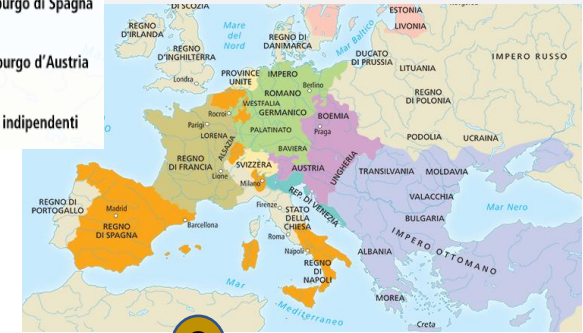 burgo di Spagna
burgo d'Austria
indipendenti
DI SCOZIA
ESTONIA
LIVONIA
REGNO
D'IRLANDA
Mare
del
Nord
REGNO DI
DANIMARCA
Mar Baltico
REGNO
D'INGHILTERRA
DUCATO
DI PRUSSIA
LITUANIA
IMPERO RUSSO
Londra
PROVINCE
UNITE
IMPERO
ROMANO
GERMANICO
Berlino
REGNO
DI POLONIA
WESTFALIA
Rocroi
BOEMIA
Praga
Parigi
LORENA
PALATINATO
ALSAZIA
PODOLIA
UCRAINA
BAVIERA
REGNO
DI FRANCIA
SVIZZERA
AUSTRIA
UNGHERIA
TRANSILVANIA
MOLDAVIA
Lione
Milano
REP. DI VENEZIA
VALACCHIA
Mar Nero
REGNO DI
PORTOGALLO
Madrid
REGNO
DI SPAGNA
Barcellona
Firenze
STATO
DELLA
CHIESA
BULGARIA
IMPERO OTTOMANO
Roma
Napoli
REGNO
DI
NAPOLI
ALBANIA
Mar
Mediterraneo
MOREA
Creta